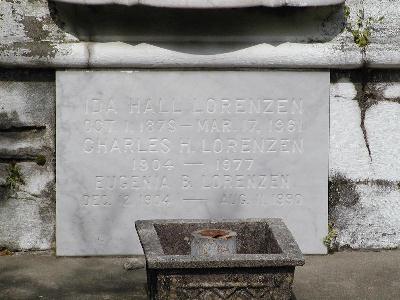 IDA HALL LORENZEN
OCT 1. 1879 — MAR. 17. 1961
CHARLES H. LORENZEN
1904 — 1977
EUGENIA B. LORENZEN
DEC. 12 1904 — AUG. 11. 1990